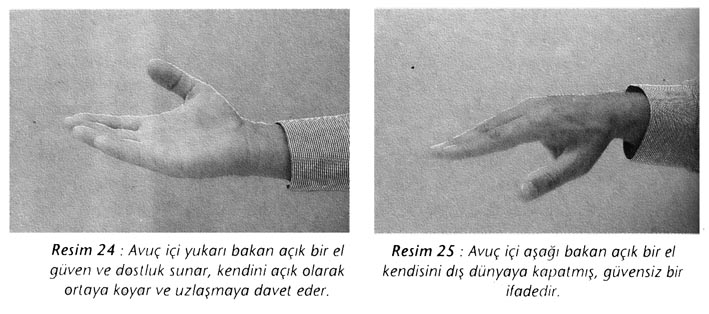 Resim 24 : Avuç içi yukarı bakan açık bir el
güven ve dostluk sunar, kendini açık olarak
ortaya koyar ve uzlaşmaya davet eder.
Resim 25 : Avuç içi aşağı bakan açık bir el
kendisini dış dünyaya kapatmış, güvensiz bir
ifadedir.